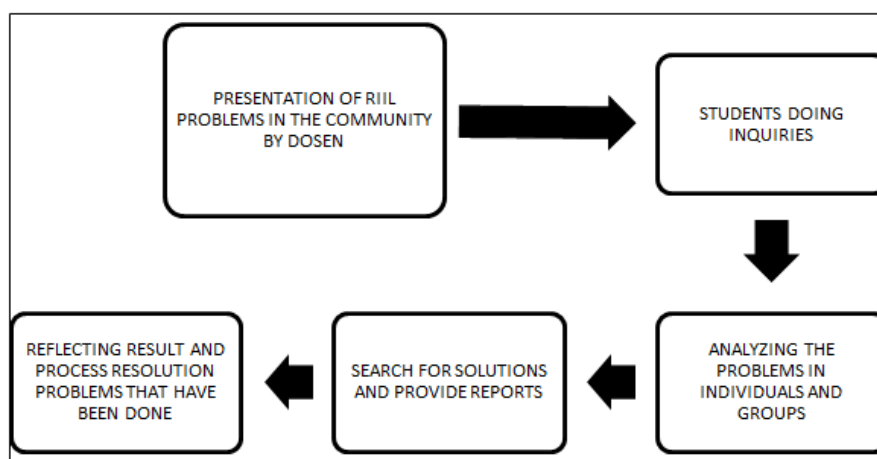 PRESENTATION OF RIIL
PROBLEMS IN THE COMMUNITY
BY DOSEN
STUDENTS DOING
INQUIRIES
ANALYZING THE
PROBLEMS IN
INDIVIDUALS AND
GROUPS
SEARCH FOR SOLUTIONS
AND PROVIDE REPORTS
REFLECTING RESULT AND
PROCESS RESOLUTION
PROBLEMS THAT HAVE
BEEN DONE